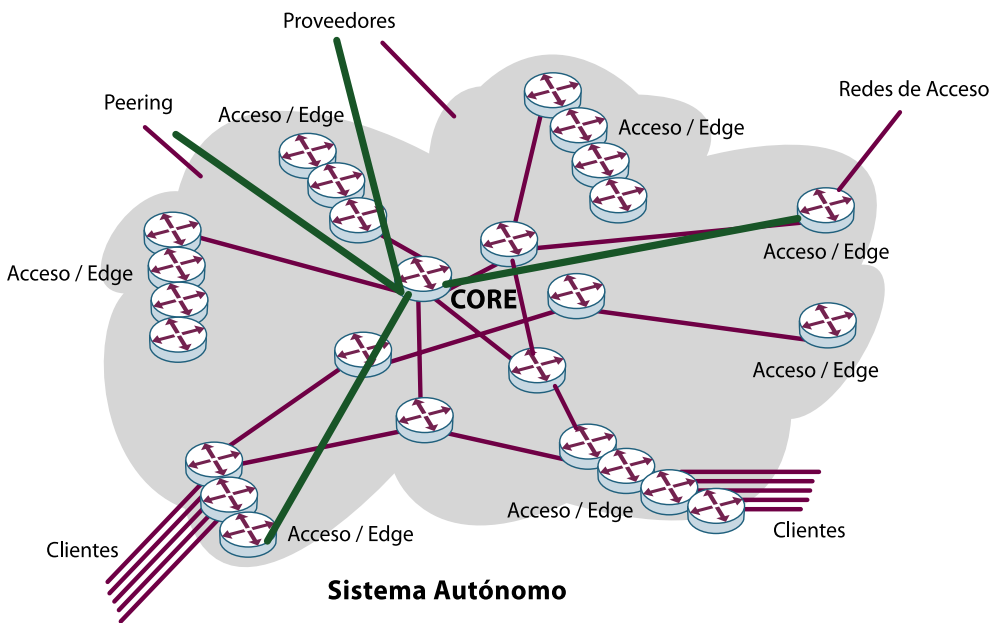 Proveedores
Peering
Redes de Acceso
Acceso / Edge
Acceso / Edge
Acceso / Edge
Acceso / Edge
CORE
Acceso / Edge
Acceso / Edge
Clientes
Acceso / Edge
Clientes
Sistema Autónomo